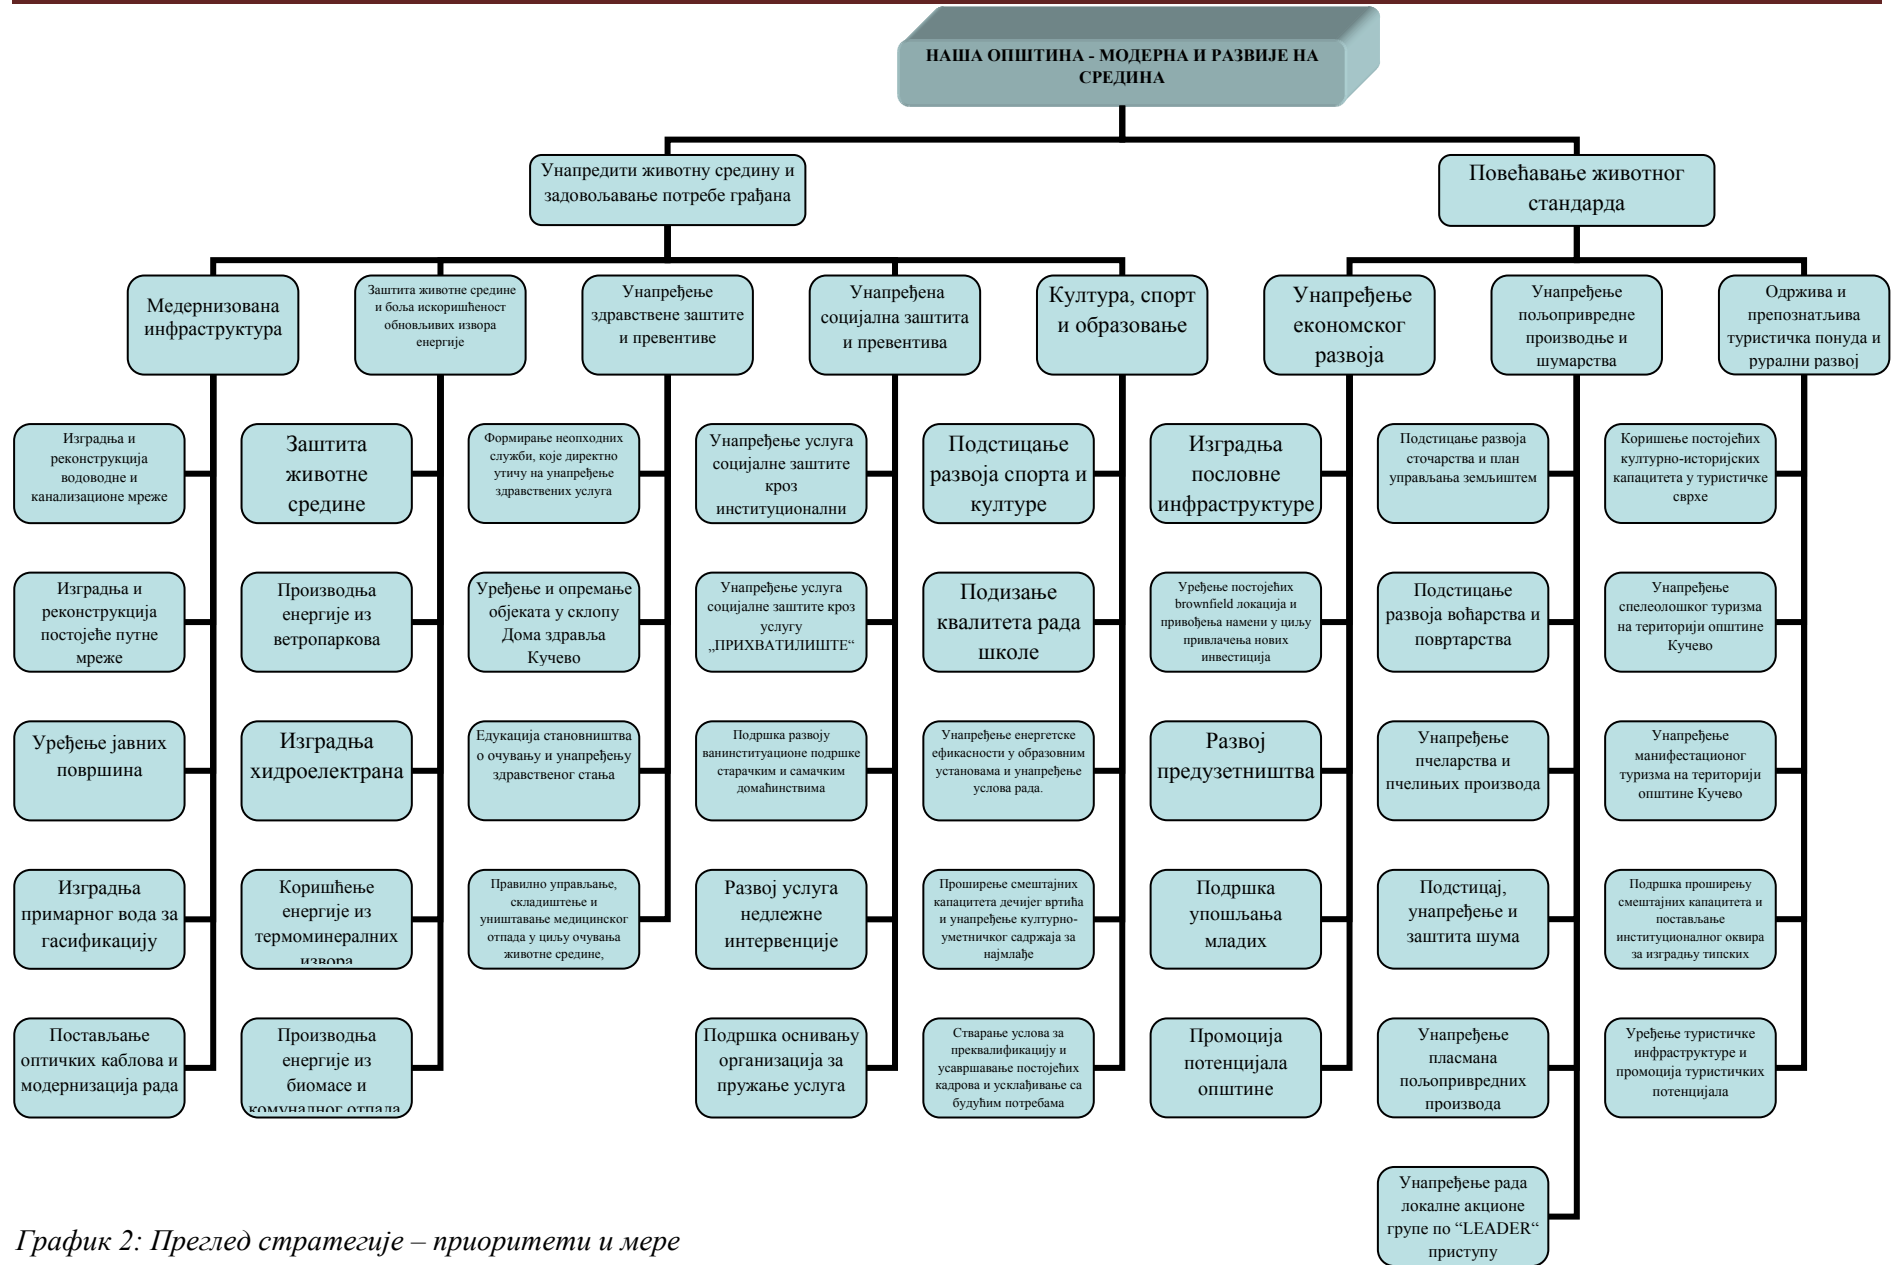 НАША ОПШТИНА - МОДЕРНА И РАЗВИЈЕ НА
СРЕДИНА
Унапредити животну средину и
задовољавање потребе грађана
Повећавање животног
стандарда
Медернизована
инфраструктура
Заштита животне средине
и боља искоришћеност
обновљивих извора
енергије
Унапређење
здравствене заштите
и превентиве
Унапређена
социјална заштита
и превентива
Култура, спорт
и образовање
Унапређење
економског
развоја
Унапређење
пољопривредне
производње и
шумарства
Одржива и
препознатљива
туристичка понуда и
рурални развој
Изградња и
реконструкција
водоводне и
канализационе мреже
Заштита
животне
средине
Формирање неопходних
служби, које директно
утичу на унапређење
здравствених услуга
Унапређење услуга
социјалне заштите
кроз
институционални
Подстицање
развоја спорта и
културе
Изградња
пословне
инфраструктуре
Подстицање развоја
сточарства и план
управљања земљиштем
Коришење постојећих
културно-историјских
капацитета у туристичке
сврхе
Изградња и
реконструкција
постојеће путне
мреже
Производња
енергије из
ветропаркова
Уређење и опремање
објеката у склопу
Дома здравља
Кучево
Унапређење услуга
социјалне заштите кроз
услугу
„ПРИХВАТИЛИШТЕ“
Подизање
квалитета рада
школе
Уређење постојећих
brownfield локација и
привођења намени у циљу
привлачења нових
инвестиција
Подстицање
развоја воћарства и
повртарства
Унапређење
спелеолошког туризма
на територији општине
Кучево
Уређење јавних
површина
Изградња
хидроелектрана
Едукација становништва
о очувању и унапређењу
здравственог стања
Подршка развоју
ванинституционе подршке
старачким и самачким
домаћинствима
Унапређење енергетске
ефикасности у образовним
установама и унапређење
услова рада.
Развој
предузетништва
Унапређење
пчеларства и
пчелињих производа
Унапређење
манифестационог
туризма на територији
општине Кучево
Изградња
примарног вода за
гасификацију
Коришћење
енергије из
термоминералних
извора
Правилно управљање,
складиштење и
уништавање медицинског
отпада у циљу очувања
животне средине,
Развој услуга
недлежне
интервенције
Проширење смештајних
капацитета дечијег вртића
и унапређење културно-
уметничког садржаја за
најмлађе
Подршка
упошљања
младих
Подстицај,
унапређење и
заштита шума
Подршка проширењу
смештајних капацитета и
постављање
институционалног оквира
за изградњу типских
Постављање
оптичких каблова и
модернизација рада
Производња
енергије из
биомасе и
комуналног отпада
Подршка оснивању
организација за
пружање услуга
Стварање услова за
преквалификацију и
усавршавање постојећих
кадрова и усклађивање са
будућим потребама
Промоција
потенцијала
општине
Унапређење
пласмана
пољопривредних
производа
Уређење туристичке
инфраструктуре и
промоција туристичких
потенцијала
Унапређење рада
локалне акционе
групе по “LEADER“
приступу
График 2: Преглед стратегије – приоритети и мере